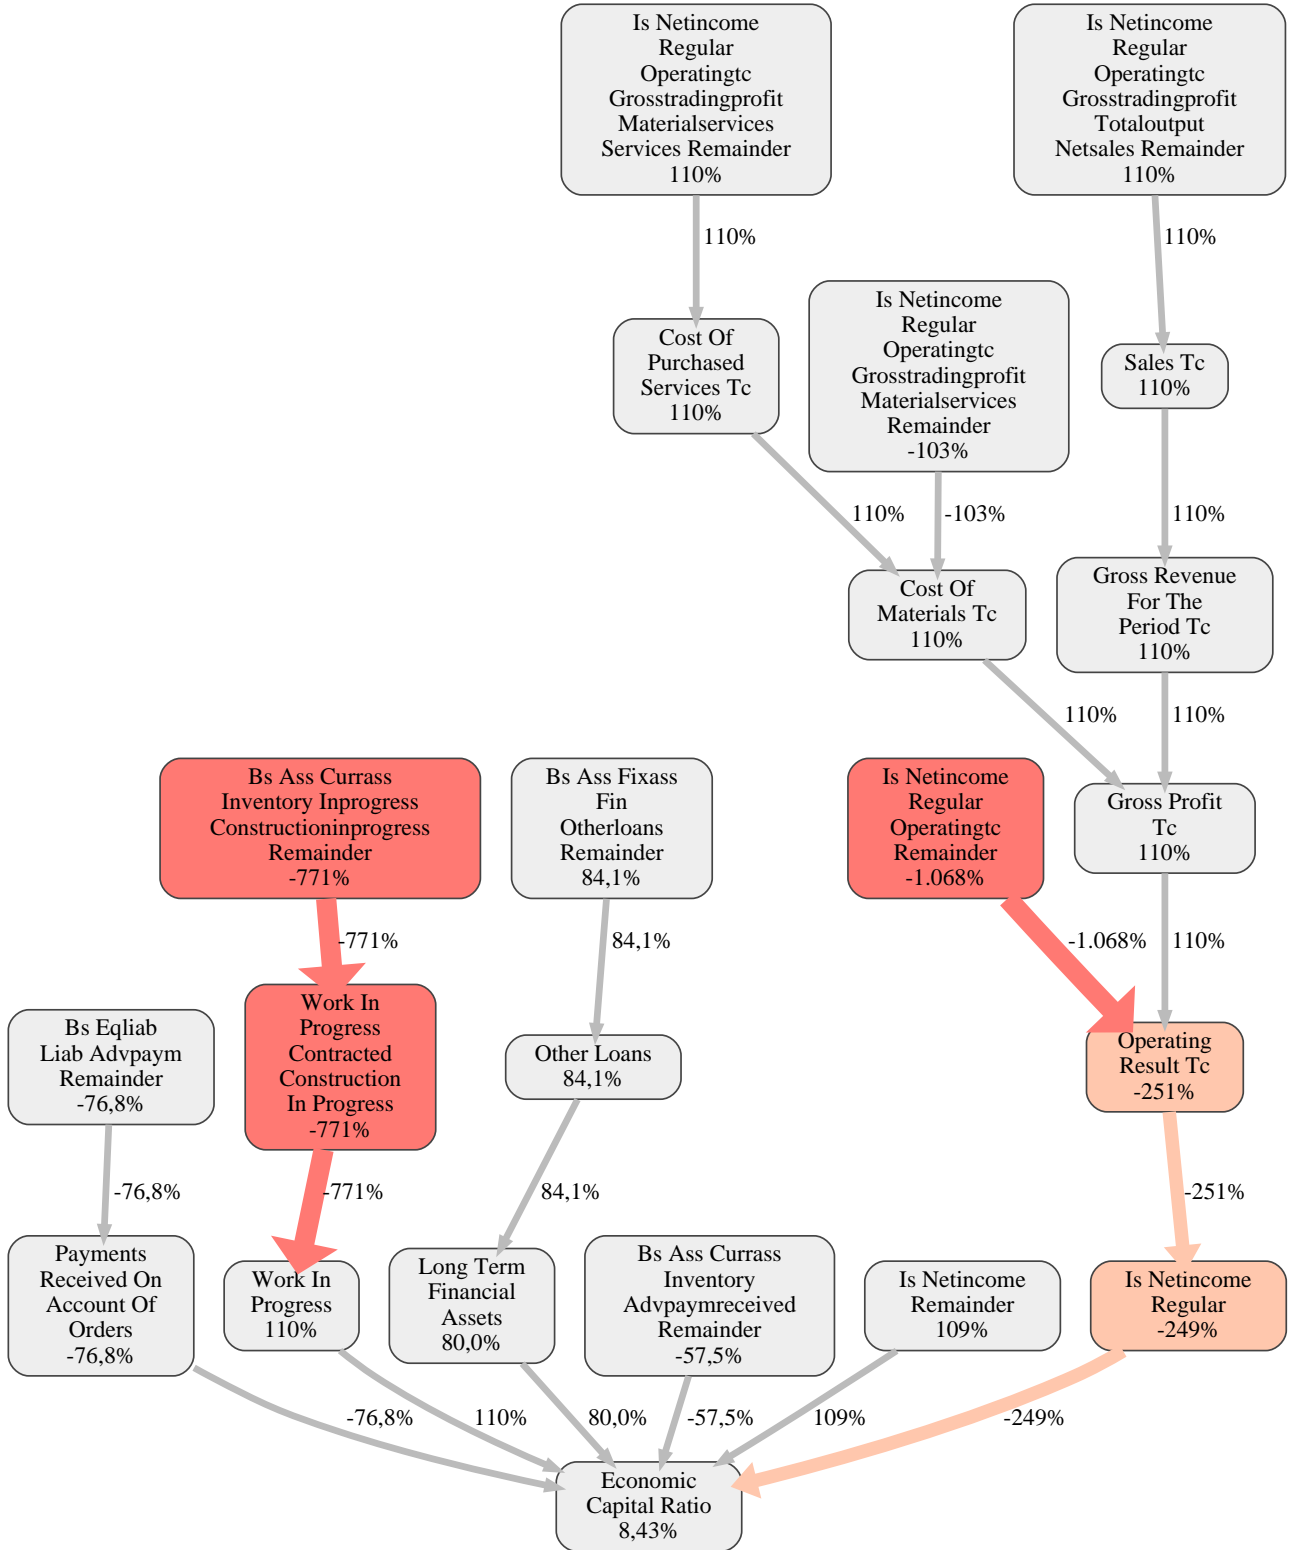 Is Netincome
Regular
Operatingtc
Grosstradingprofit
Materialservices
Services Remainder
110%
Is Netincome
Regular
Operatingtc
Grosstradingprofit
Totaloutput
Netsales Remainder
110%
110%
110%
Cost Of
Purchased
Services Tc
110%
Is Netincome
Regular
Operatingtc
Grosstradingprofit
Materialservices
Remainder
-103%
Sales Tc
110%
110%
-103%
110%
Cost Of
Materials Tc
110%
Gross Revenue
For The
Period Tc
110%
110%
110%
Bs Ass Currass
Inventory Inprogress
Constructioninprogress
Remainder
-771%
Bs Ass Fixass
Fin
Otherloans
Remainder
84,1%
Is Netincome
Regular
Operatingtc
Remainder
-1.068%
Gross Profit
Tc
110%
-771%
84,1%
-1.068%
110%
Bs Eqliab
Liab Advpaym
Remainder
-76,8%
Work In
Progress
Contracted
Construction
In Progress
-771%
Other Loans
84,1%
Operating
Result Tc
-251%
-76,8%
-771%
84,1%
-251%
Payments
Received On
Account Of
Orders
-76,8%
Work In
Progress
110%
Long Term
Financial
Assets
80,0%
Bs Ass Currass
Inventory
Advpaymreceived
Remainder
-57,5%
Is Netincome
Remainder
109%
Is Netincome
Regular
-249%
-76,8%
110%
80,0%
-57,5%
109%
-249%
Economic
Capital Ratio
8,43%